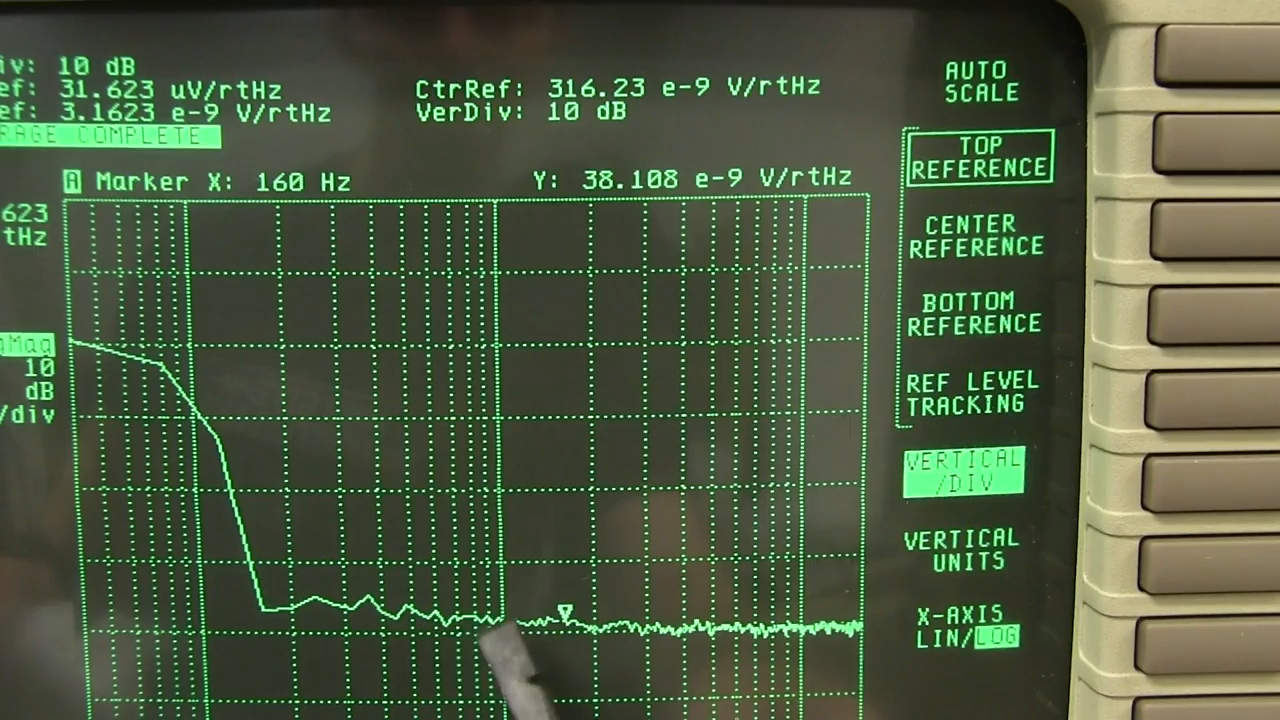 iv: 10 dB
ef: 31.623 uV/rtHz
ef: 3.1623 e-9 V/rtHz
RAGE COMPLETE
CtrRef: 316.23 e-9 V/rtHz
VerDiv: 10 dB
A Marker X: 160 Hz Y: 38.108 e-9 V/rtHz
623
tHz
gMag
10
dB
/div
AUTO
SCALE
TOP
REFERENCE
CENTER
REFERENCE
BOTTOM
REFERENCE
REF LEVEL
TRACKING
VERTICAL
/DIV
VERTICAL
UNITS
X-AXIS
LIN/LOG